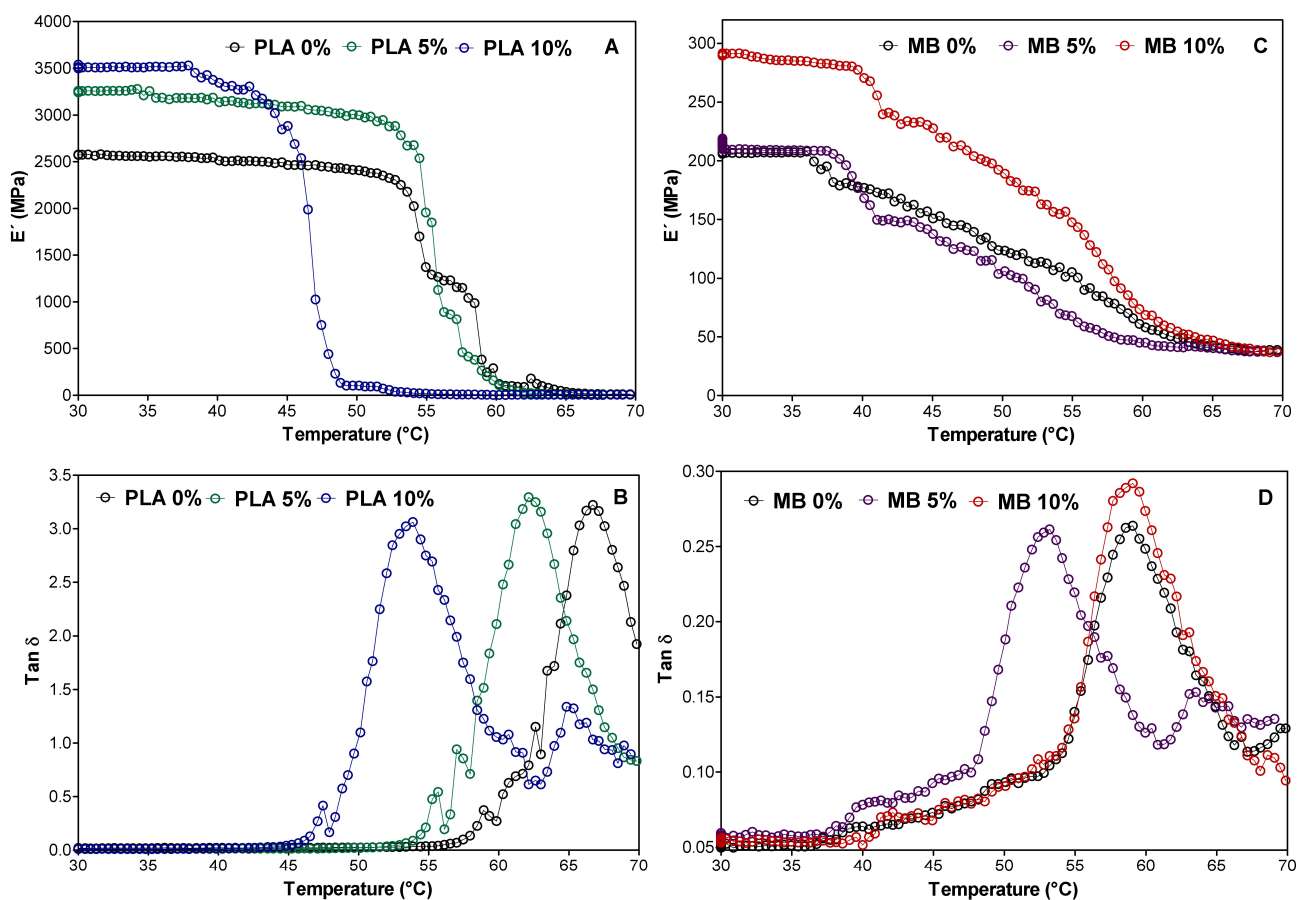 PLA 0% PLA 5% PLA 10% A
4000
3500
3000
2500
2000
1500
1000
500
0
E´ (MPa)
30 35 40 45 50 55 60 65 70
Temperature (°C)
MB 0% MB 5% MB 10% C
300
250
200
150
100
50
0
E´ (MPa)
30 35 40 45 50 55 60 65 70
Temperature (°C)
PLA 0% PLA 5% PLA 10% B
3.5
3.0
2.5
2.0
1.5
1.0
0.5
0.0
Tan δ
30 35 40 45 50 55 60 65 70
Temperature (°C)
MB 0% MB 5% MB 10% D
0.30
0.25
0.20
0.15
0.10
0.05
Tan δ
30 35 40 45 50 55 60 65 70
Temperature (°C)